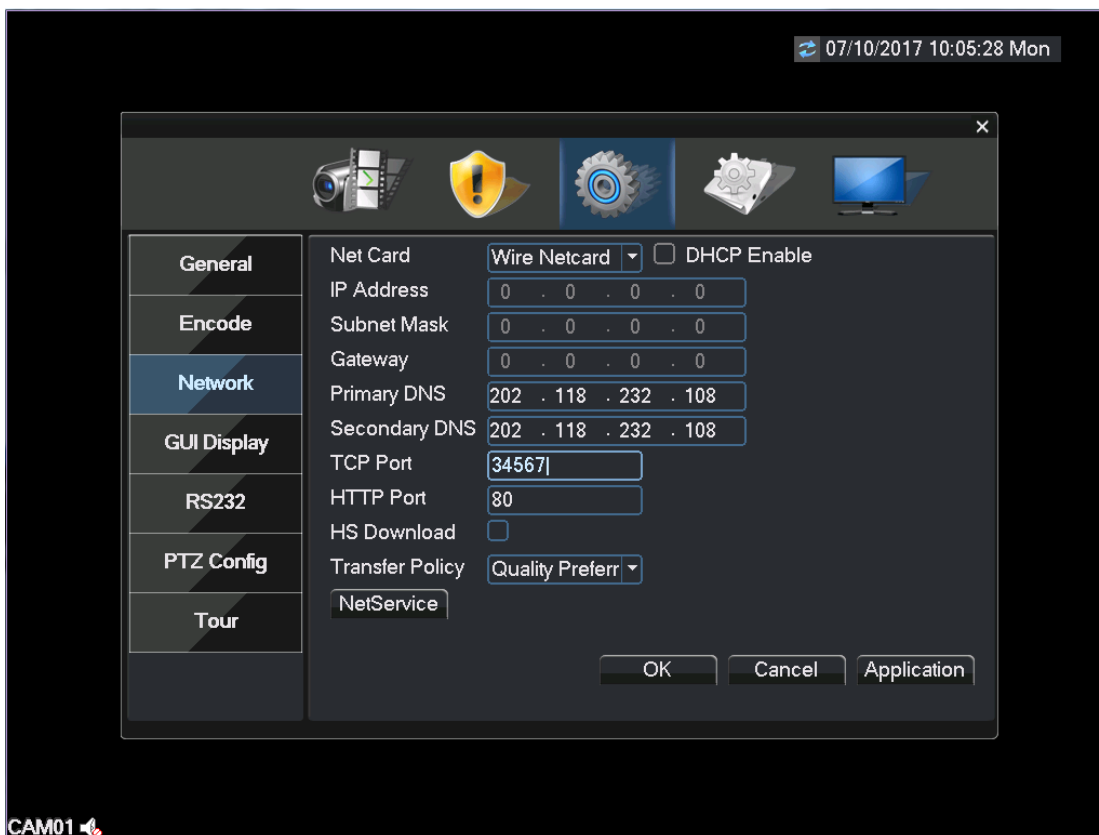 07/10/2017 10:05:28 Mon
General
Encode
Network
GUI Display
RS232
PTZ Config
Tour
Net Card Wire Netcard DHCP Enable
IP Address 0 . 0 . 0 . 0
Subnet Mask 0 . 0 . 0 . 0
Gateway 0 . 0 . 0 . 0
Primary DNS 202 . 118 . 232 . 108
Secondary DNS 202 . 118 . 232 . 108
TCP Port 34567
HTTP Port 80
HS Download
Transfer Policy Quality Preferr
NetService
OK Cancel Application
CAM01